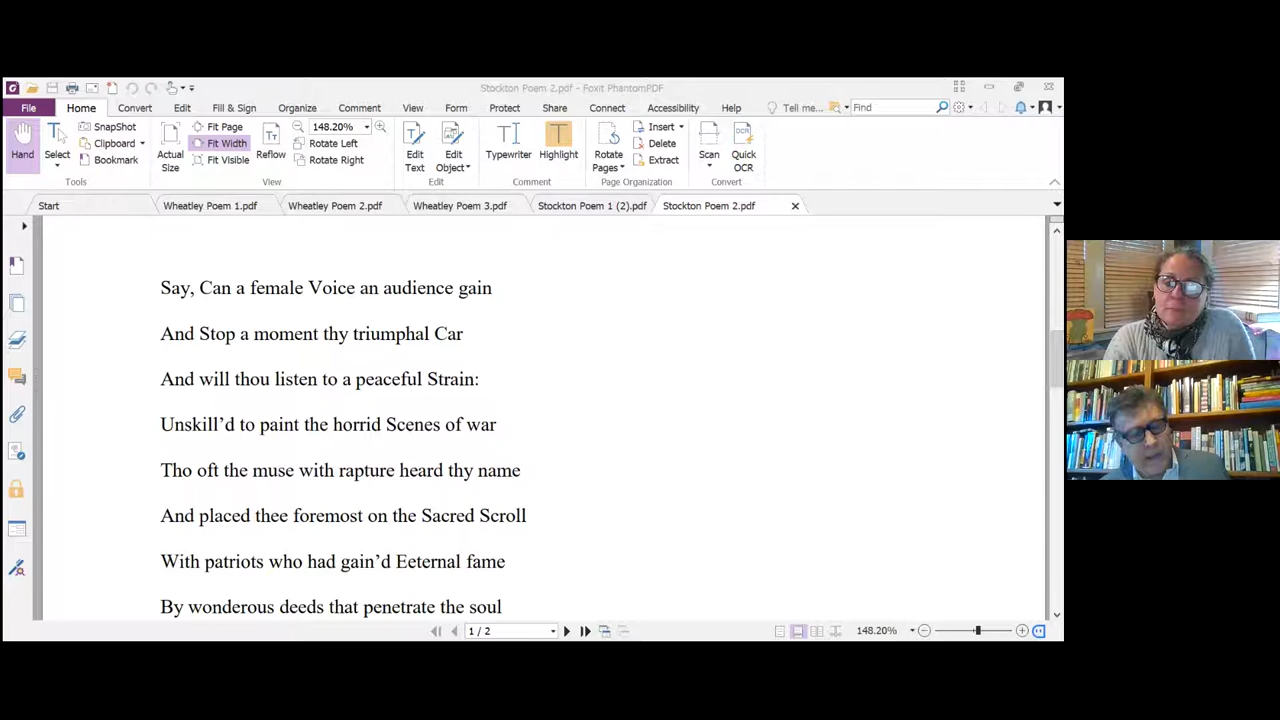 Stockton Poem 2.pdf - Foxit PhantomPDF
File Home Convert Edit Fill & Sign Organize Comment View Form Protect Share Connect Accessibility Help Tell me... Find
Hand
Select
SnapShot
Clipboard
Bookmark
Tools
Actual Size
Fit Page
Fit Width
Fit Visible
Reflow
148.20%
Rotate Left
Rotate Right
View
Edit Text
Edit Object
Edit
Typewriter
Highlight
Comment
Rotate Pages
Insert
Delete
Extract
Page Organization
Scan
Quick OCR
Convert
Start Wheatley Poem 1.pdf Wheatley Poem 2.pdf Wheatley Poem 3.pdf Stockton Poem 1 (2).pdf Stockton Poem 2.pdf
Say, Can a female Voice an audience gain
And Stop a moment thy triumphal Car
And will thou listen to a peaceful Strain:
Unskill’d to paint the horrid Scenes of war
Tho oft the muse with rapture heard thy name
And placed thee foremost on the Sacred Scroll
With patriots who had gain’d Eeternal fame
By wonderous deeds that penetrate the soul
1 / 2 148.20%